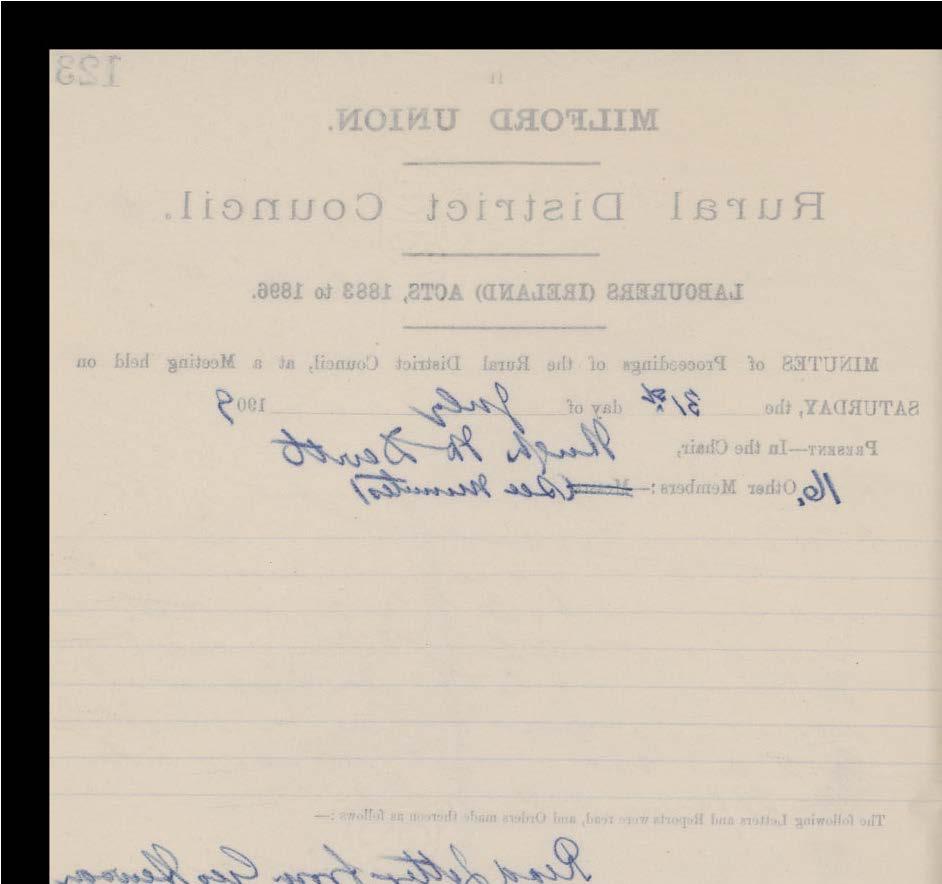 123
11
MILFORD UNION.
Rural District Council.
LABOURERS (IRELAND) ACTS, 1883 to 1896.
MINUTES of Proceedings of the Rural District Council, at a Meeting held on
SATURDAY, the 31st day of July 1909
PRESENT—In the Chair, Hugh Mc Devitt
16, Other Members:— (See Minutes)
The following Letters and Reports were read, and Orders made thereon as follows:—
Read letter from Geo